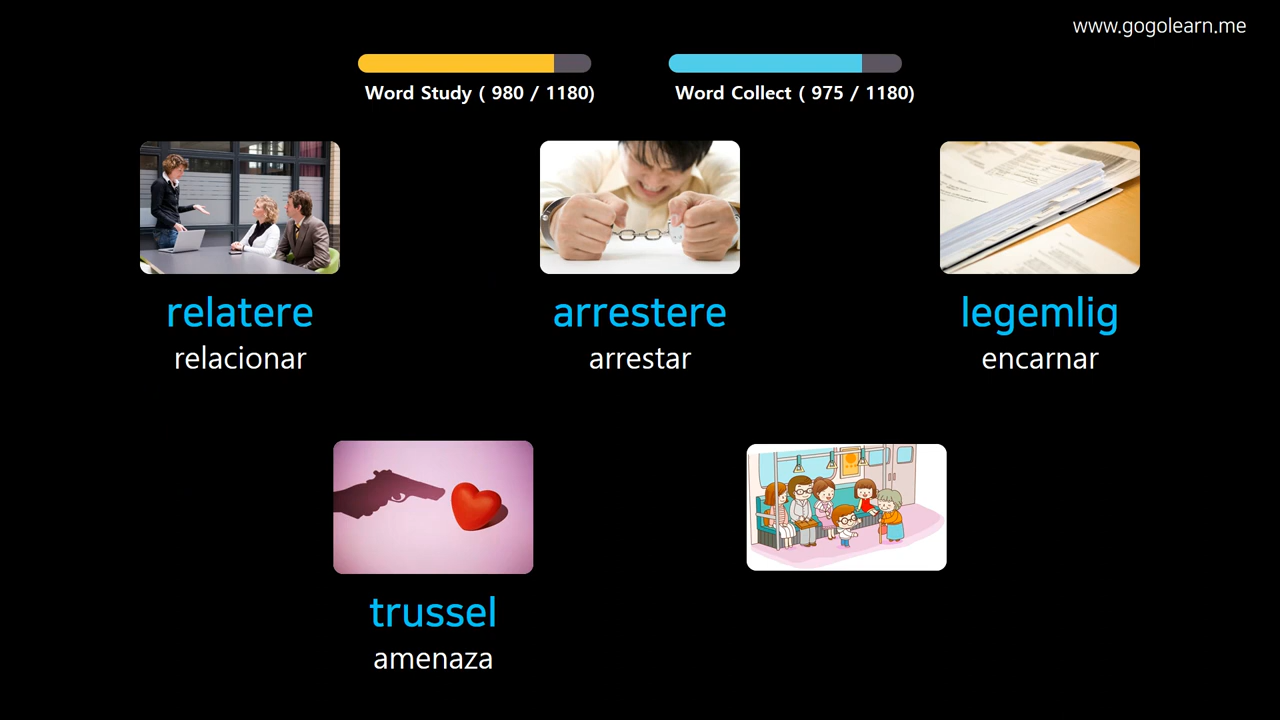 www.gogolearn.me
Word Study ( 980 / 1180)
Word Collect ( 975 / 1180)
relatere
relacionar
arrestere
arrestar
legemlig
encarnar
trussel
amenaza